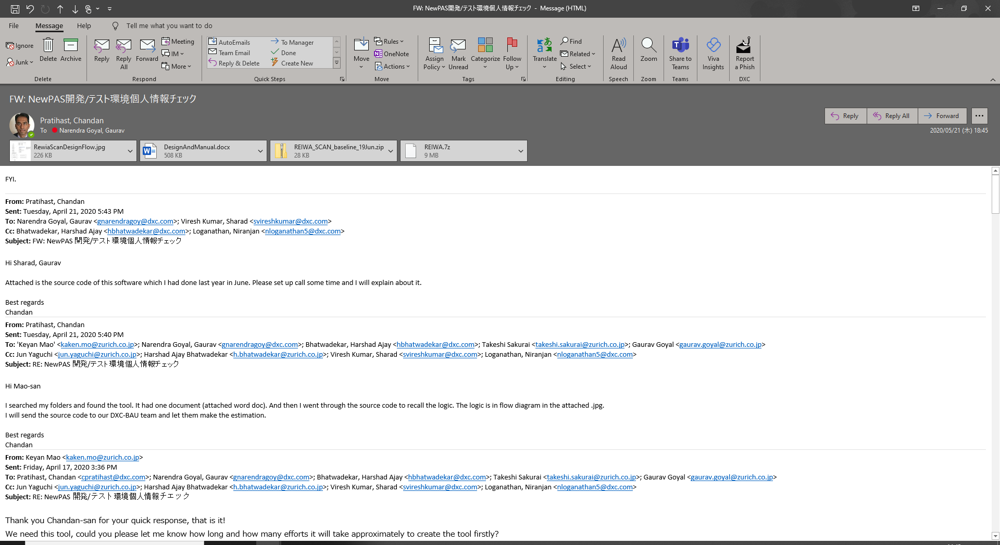 FW: NewPAS開発/テスト環境個人情報チェック - Message (HTML)
File Message Help Tell me what you want to do
Ignore
Junk
Delete
Archive
Delete
Reply
Reply All
Forward
Meeting
IM
More
Respond
AutoEmails
To Manager
Team Email
Done
Reply & Delete
Create New
Quick Steps
Move
Rules
OneNote
Actions
Move
Assign Policy
Mark Unread
Categorize
Follow Up
Tags
Translate
Find
Related
Select
Editing
Read Aloud
Speech
Zoom
Zoom
Share to Teams
Teams
Viva Insights
Report a Phish
DXC
FW: NewPAS開発/テスト環境個人情報チェック
Pratihast, Chandan
To Narendra Goyal, Gaurav
Reply Reply All Forward
2020/05/21 (木) 18:45
RewiaScanDesignFlow.jpg
226 KB
DesignAndManual.docx
508 KB
REIWA_SCAN_baseline_19Jun.zip
28 KB
REIWA.7z
9 MB
FYI.
From: Pratihast, Chandan
Sent: Tuesday, April 21, 2020 5:43 PM
To: Narendra Goyal, Gaurav <gnarendragoy@dxc.com>; Viresh Kumar, Sharad <svireshkumar@dxc.com>
Cc: Bhatwadekar, Harshad Ajay <hbhatwadekar@dxc.com>; Loganathan, Niranjan <nloganathan5@dxc.com>
Subject: FW: NewPAS 開発/テスト環境個人情報チェック
Hi Sharad, Gaurav
Attached is the source code of this software which I had done last year in June. Please set up call some time and I will explain about it.
Best regards
Chandan
From: Pratihast, Chandan
Sent: Tuesday, April 21, 2020 5:40 PM
To: 'Keyan Mao' <kaken.mo@zurich.co.jp>; Narendra Goyal, Gaurav <gnarendragoy@dxc.com>; Bhatwadekar, Harshad Ajay <hbhatwadekar@dxc.com>; Takeshi Sakurai <takeshi.sakurai@zurich.co.jp>; Gaurav Goyal <gaurav.goyal@zurich.co.jp>
Cc: Jun Yaguchi <jun.yaguchi@zurich.co.jp>; Harshad Ajay Bhatwadekar <h.bhatwadekar@zurich.co.jp>; Viresh Kumar, Sharad <svireshkumar@dxc.com>; Loganathan, Niranjan <nloganathan5@dxc.com>
Subject: RE: NewPAS 開発/テスト環境個人情報チェック
Hi Mao-san
I searched my folders and found the tool. It had one document (attached word doc). And then I went through the source code to recall the logic. The logic is in flow diagram in the attached .jpg.
I will send the source code to our DXC-BAU team and let them make the estimation.
Best regards
Chandan
From: Keyan Mao <kaken.mo@zurich.co.jp>
Sent: Friday, April 17, 2020 3:36 PM
To: Pratihast, Chandan <cpratihast@dxc.com>; Narendra Goyal, Gaurav <gnarendragoy@dxc.com>; Bhatwadekar, Harshad Ajay <hbhatwadekar@dxc.com>; Takeshi Sakurai <takeshi.sakurai@zurich.co.jp>; Gaurav Goyal <gaurav.goyal@zurich.co.jp>
Cc: Jun Yaguchi <jun.yaguchi@zurich.co.jp>; Harshad Ajay Bhatwadekar <h.bhatwadekar@zurich.co.jp>; Viresh Kumar, Sharad <svireshkumar@dxc.com>; Loganathan, Niranjan <nloganathan5@dxc.com>
Subject: RE: NewPAS 開発/テスト環境個人情報チェック
Thank you Chandan-san for your quick response, that is it!
We need this tool, could you please let me know how long and how many efforts it will take approximately to create the tool firstly?